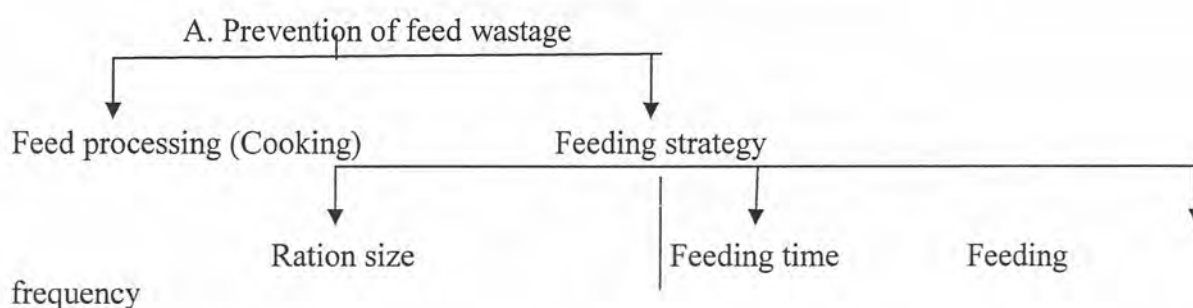 A. Prevention of feed wastage
Feed processing (Cooking) Feeding strategy
Ration size Feeding time Feeding
frequency